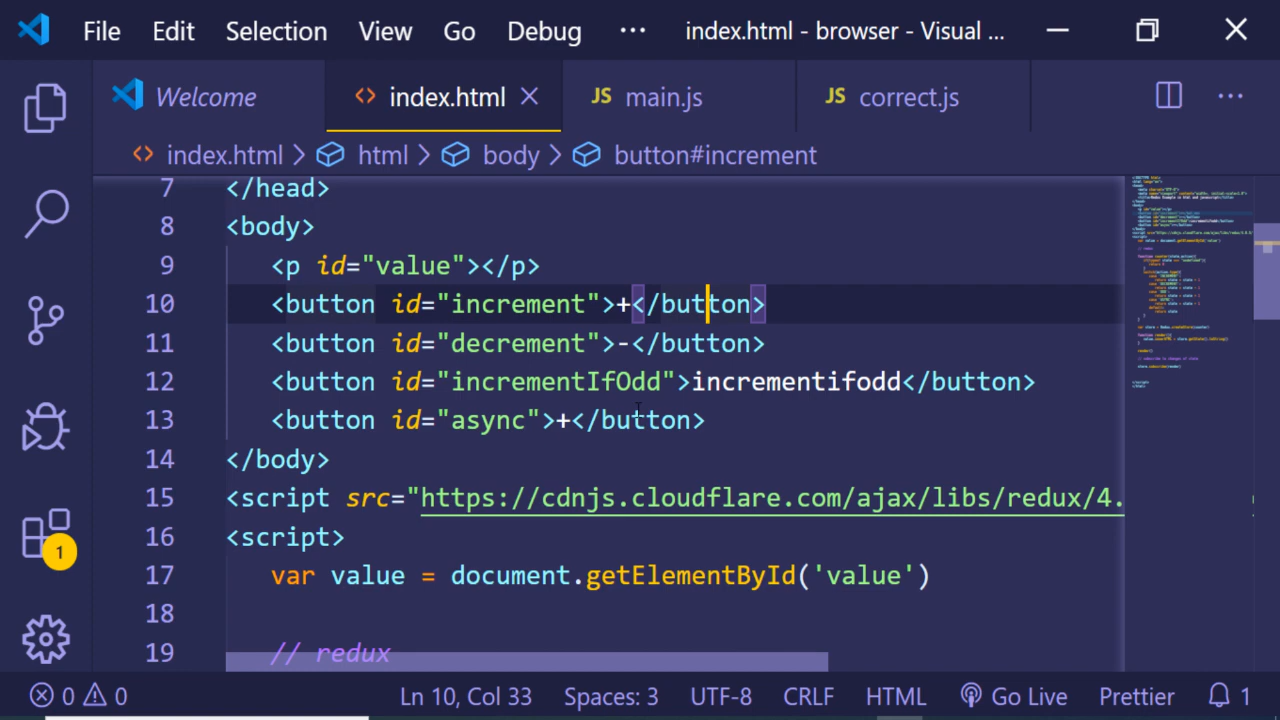 File Edit Selection View Go Debug ··· index.html - browser - Visual ...
Welcome index.html JS main.js JS correct.js ···
index.html > html > body > button#increment
7 </head>
8 <body>
9 <p id="value"></p>
10 <button id="increment">+</button>
11 <button id="decrement">-</button>
12 <button id="incrementIfOdd">incrementifodd</button>
13 <button id="async">+</button>
14 </body>
15 <script src="https://cdnjs.cloudflare.com/ajax/libs/redux/4.
16 <script>
17 var value = document.getElementById('value')
18
19 // redux
1
0 0 Ln 10, Col 33 Spaces: 3 UTF-8 CRLF HTML Go Live Prettier 1